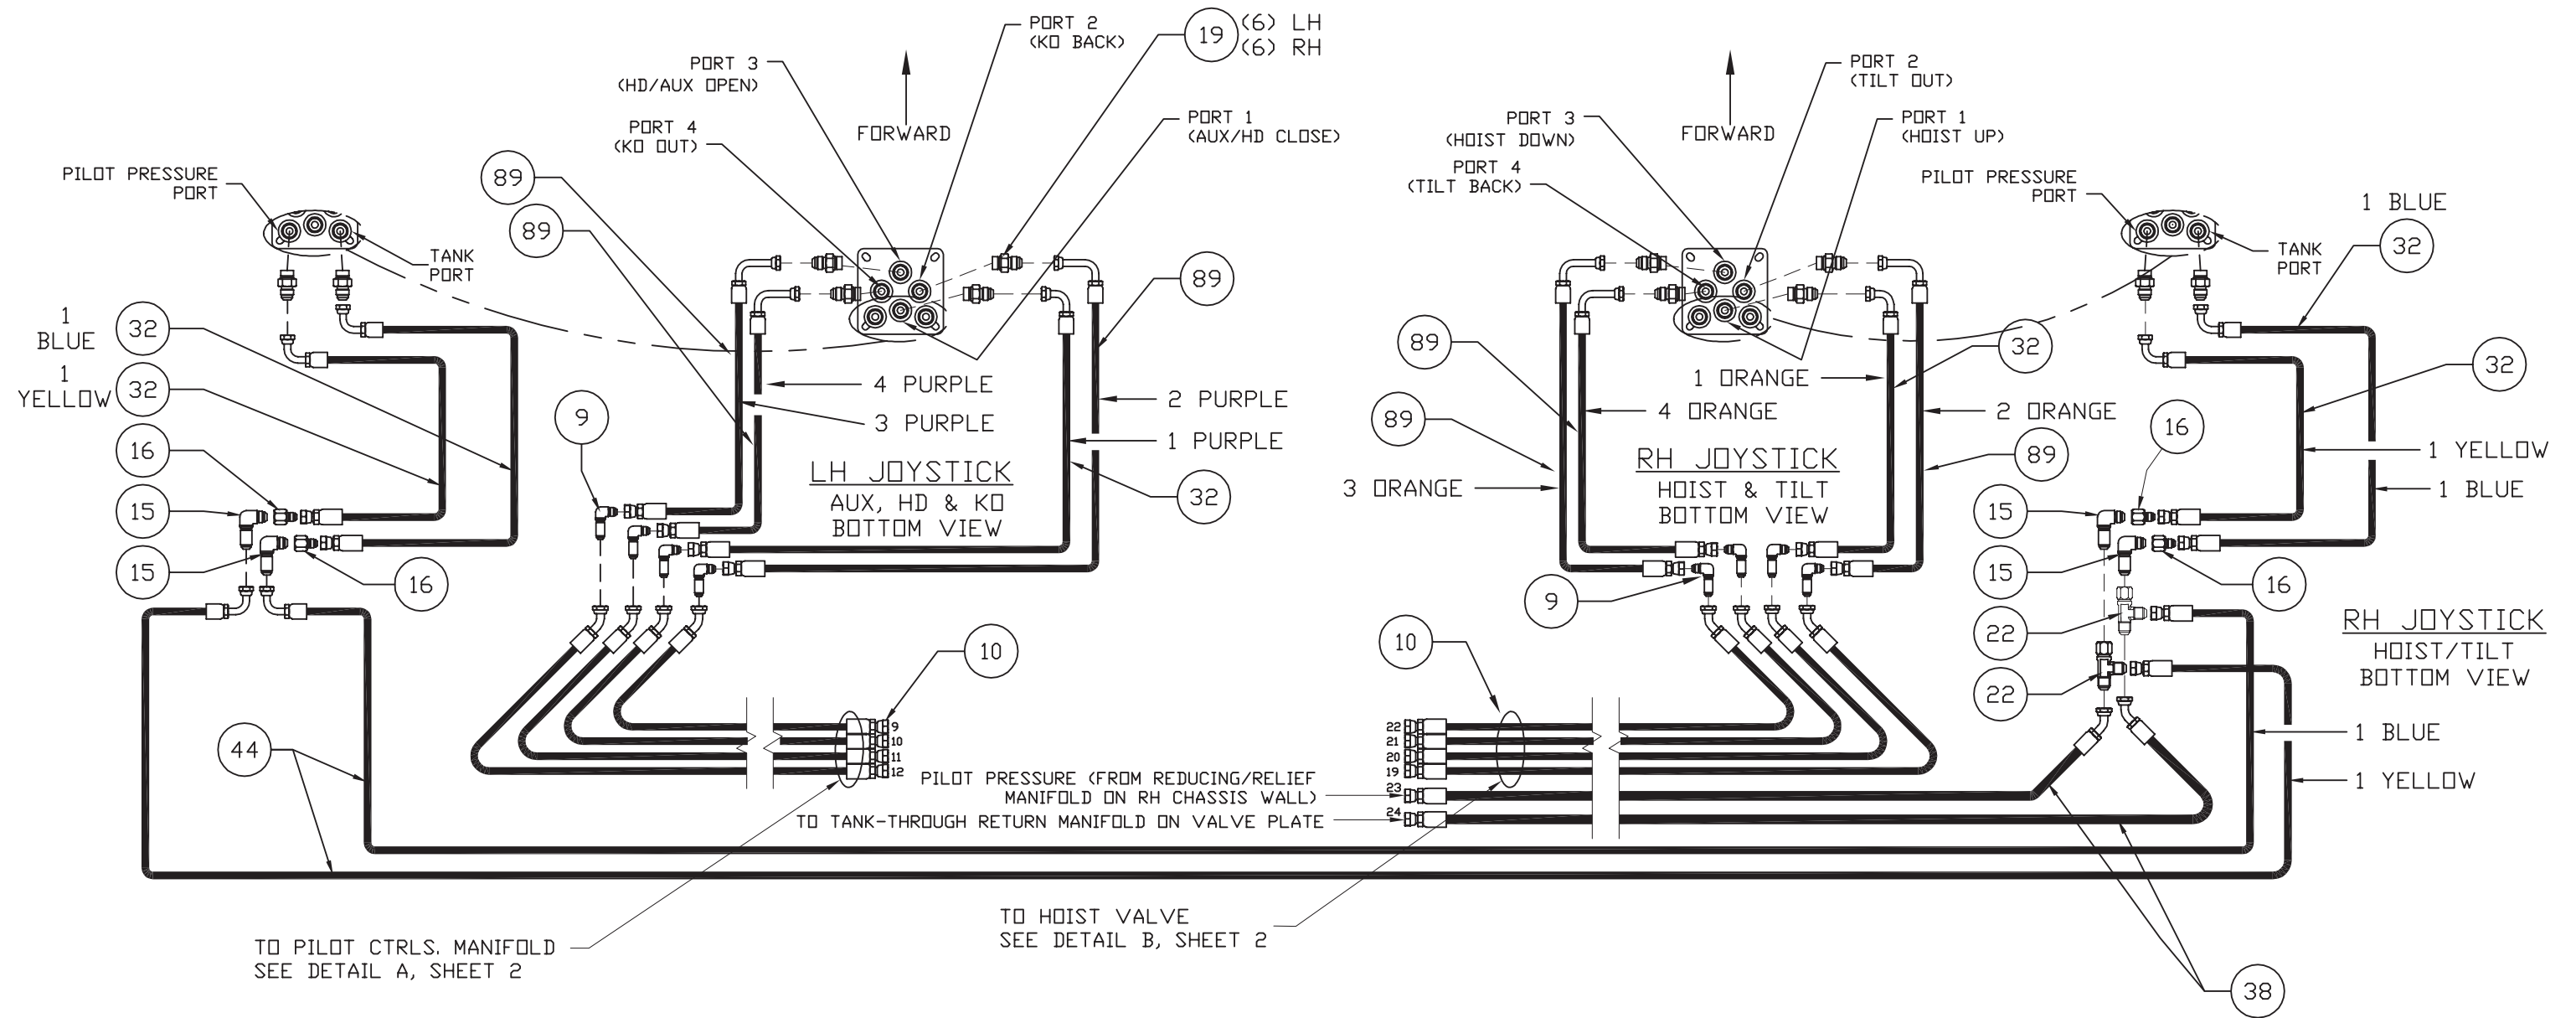 PORT 2
(KO BACK)
19
(6) LH
(6) RH
PORT 3
(HD/AUX OPEN)
PORT 4
(KO OUT)
FORWARD
PORT 1
(AUX/HD CLOSE)
PILOT PRESSURE
PORT
TANK
PORT
89
89
89
1
BLUE
32
1
YELLOW
32
16
15
15
16
9
4 PURPLE
3 PURPLE
2 PURPLE
1 PURPLE
32
LH JOYSTICK
AUX, HD & KO
BOTTOM VIEW
10
9
10
11
12
44
TO PILOT CTRLS. MANIFOLD
SEE DETAIL A, SHEET 2
PORT 2
(TILT OUT)
PORT 3
(HOIST DOWN)
PORT 4
(TILT BACK)
FORWARD
PORT 1
(HOIST UP)
PILOT PRESSURE
PORT
TANK
PORT
1 BLUE
32
89
89
32
32
1 ORANGE
4 ORANGE
2 ORANGE
3 ORANGE
89
RH JOYSTICK
HOIST & TILT
BOTTOM VIEW
16
1 YELLOW
1 BLUE
15
15
16
9
10
22
22
RH JOYSTICK
HOIST/TILT
BOTTOM VIEW
22
21
20
19
23
24
PILOT PRESSURE (FROM REDUCING/RELIEF
MANIFOLD ON RH CHASSIS WALL)
TO TANK-THROUGH RETURN MANIFOLD ON VALVE PLATE
1 BLUE
1 YELLOW
TO HOIST VALVE
SEE DETAIL B, SHEET 2
38